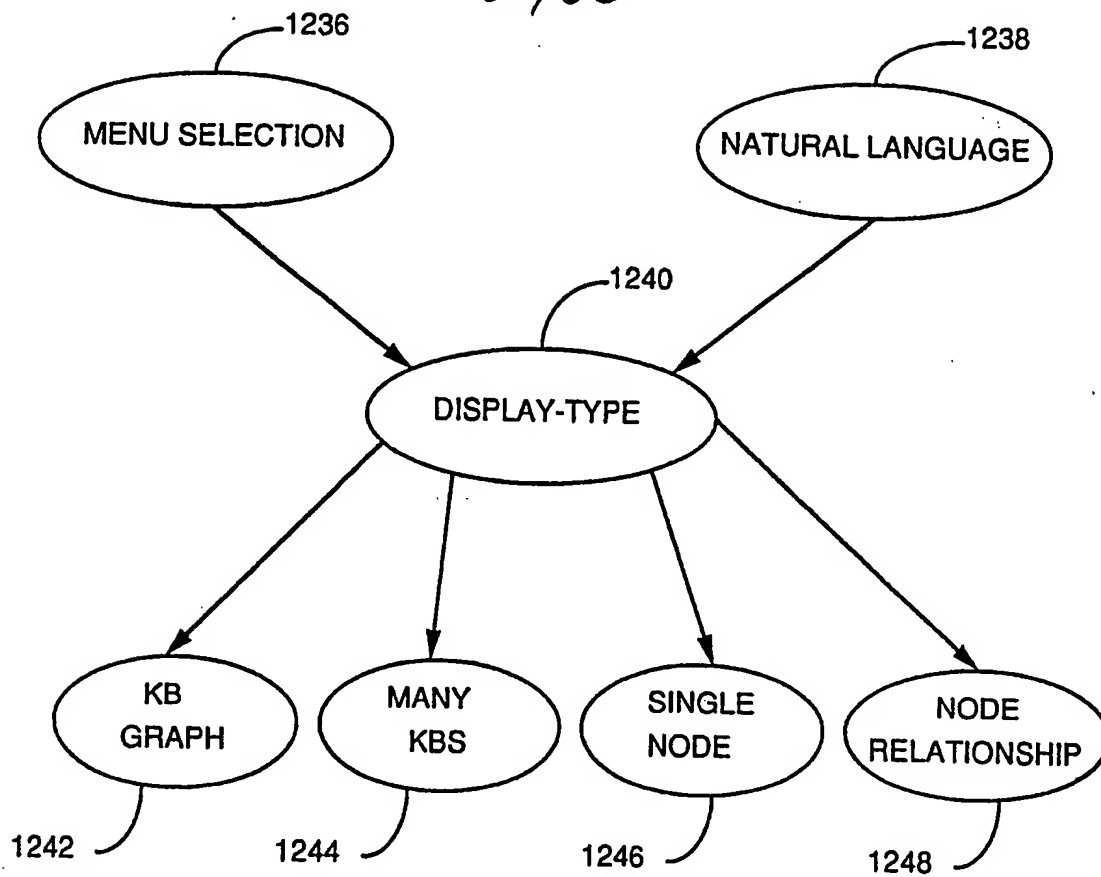 1236
1238
MENU SELECTION
NATURAL LANGUAGE
1240
DISPLAY-TYPE
KB
GRAPH
MANY
KBS
SINGLE
NODE
NODE
RELATIONSHIP
1242
1244
1246
1248